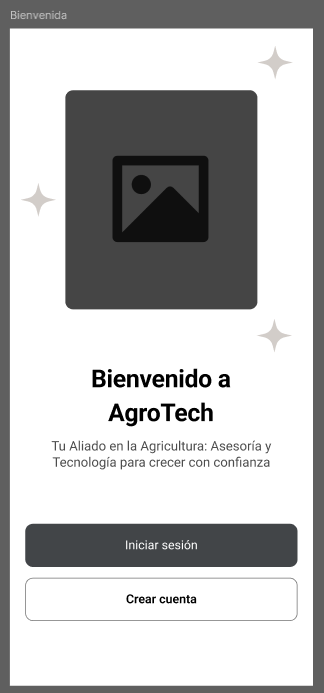 Bienvenida
Bienvenido a
AgroTech
Tu Aliado en la Agricultura: Asesoría y
Tecnología para crecer con confianza
Iniciar sesión
Crear cuenta